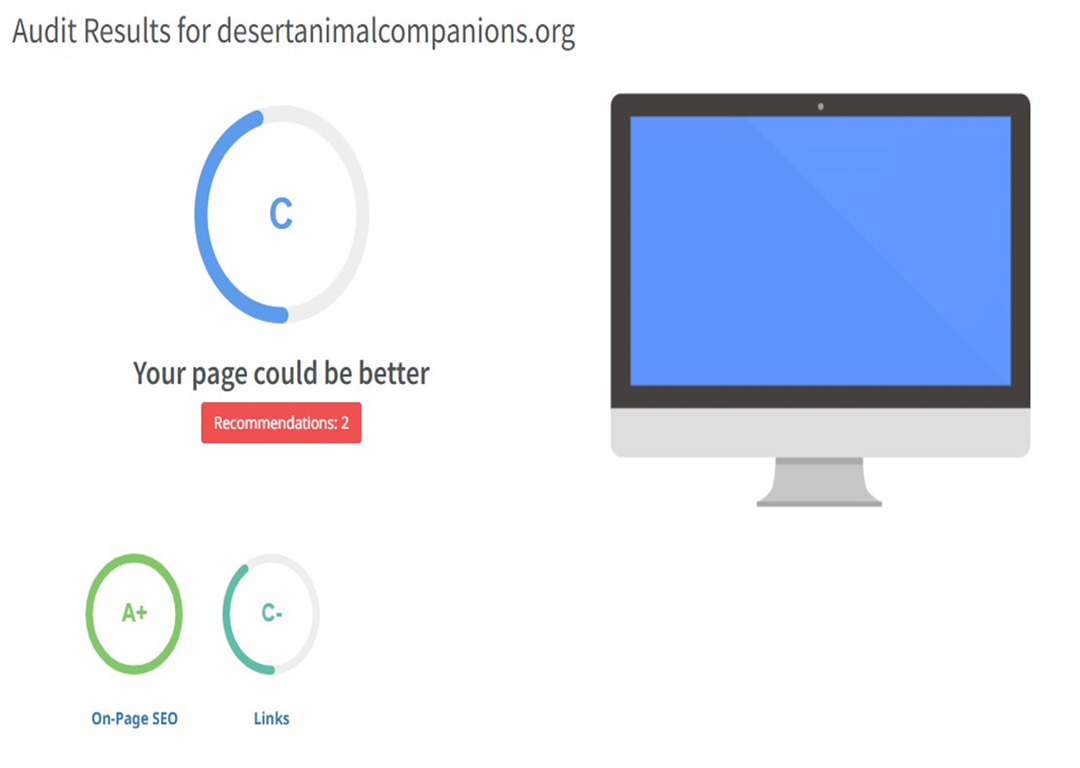 Audit Results for desertanimalcompanions.org
C
Your page could be better
Recommendations: 2
A+
C-
On-Page SEO
Links